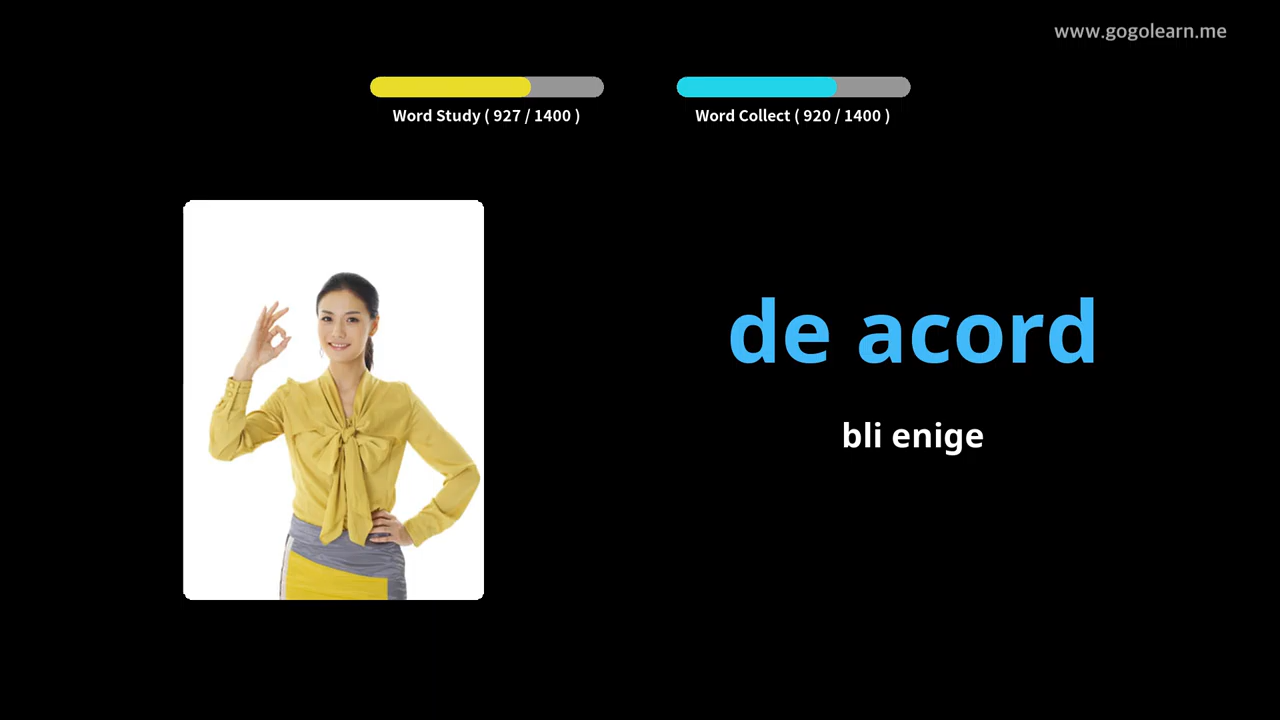 www.gogolearn.me
Word Study ( 927 / 1400 )
Word Collect ( 920 / 1400 )
de acord
bli enige